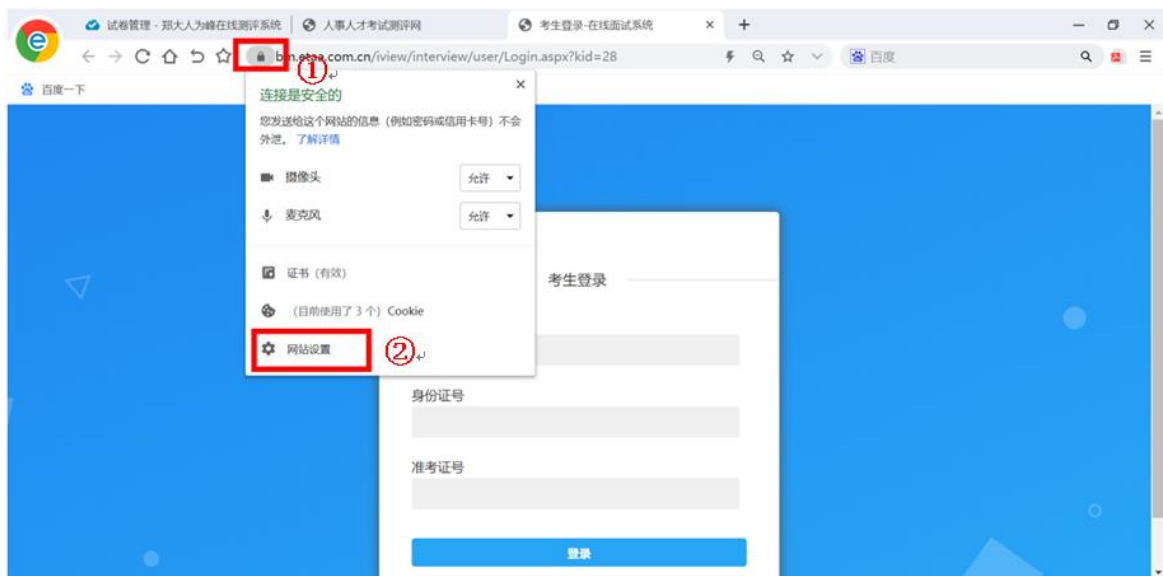 试卷管理 - 郑大人为峰在线测评系统
人事人才考试测评网
考生登录-在线面试系统
bm.etaa.com.cn/iview/interview/user/Login.aspx?kid=28
百度
百度一下
①
连接是安全的
您发送给这个网站的信息（例如密码或信用卡号）不会
外泄。 了解详情
摄像头
允许
麦克风
允许
证书 (有效)
（目前使用了 3 个）Cookie
网站设置
②
考生登录
身份证号
准考证号
登录